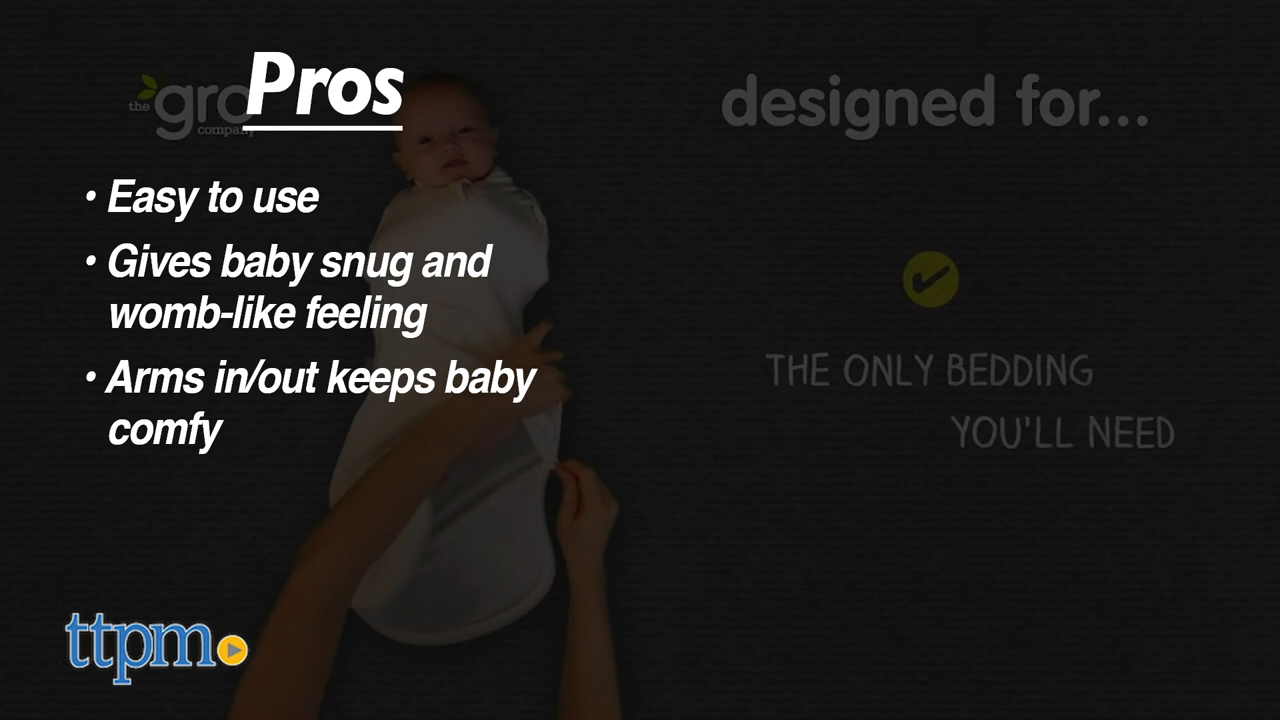 Pros
the gro
company
designed for...
• Easy to use
• Gives baby snug and
womb-like feeling
• Arms in/out keeps baby
comfy
THE ONLY BEDDING
YOU'LL NEED
ttpm